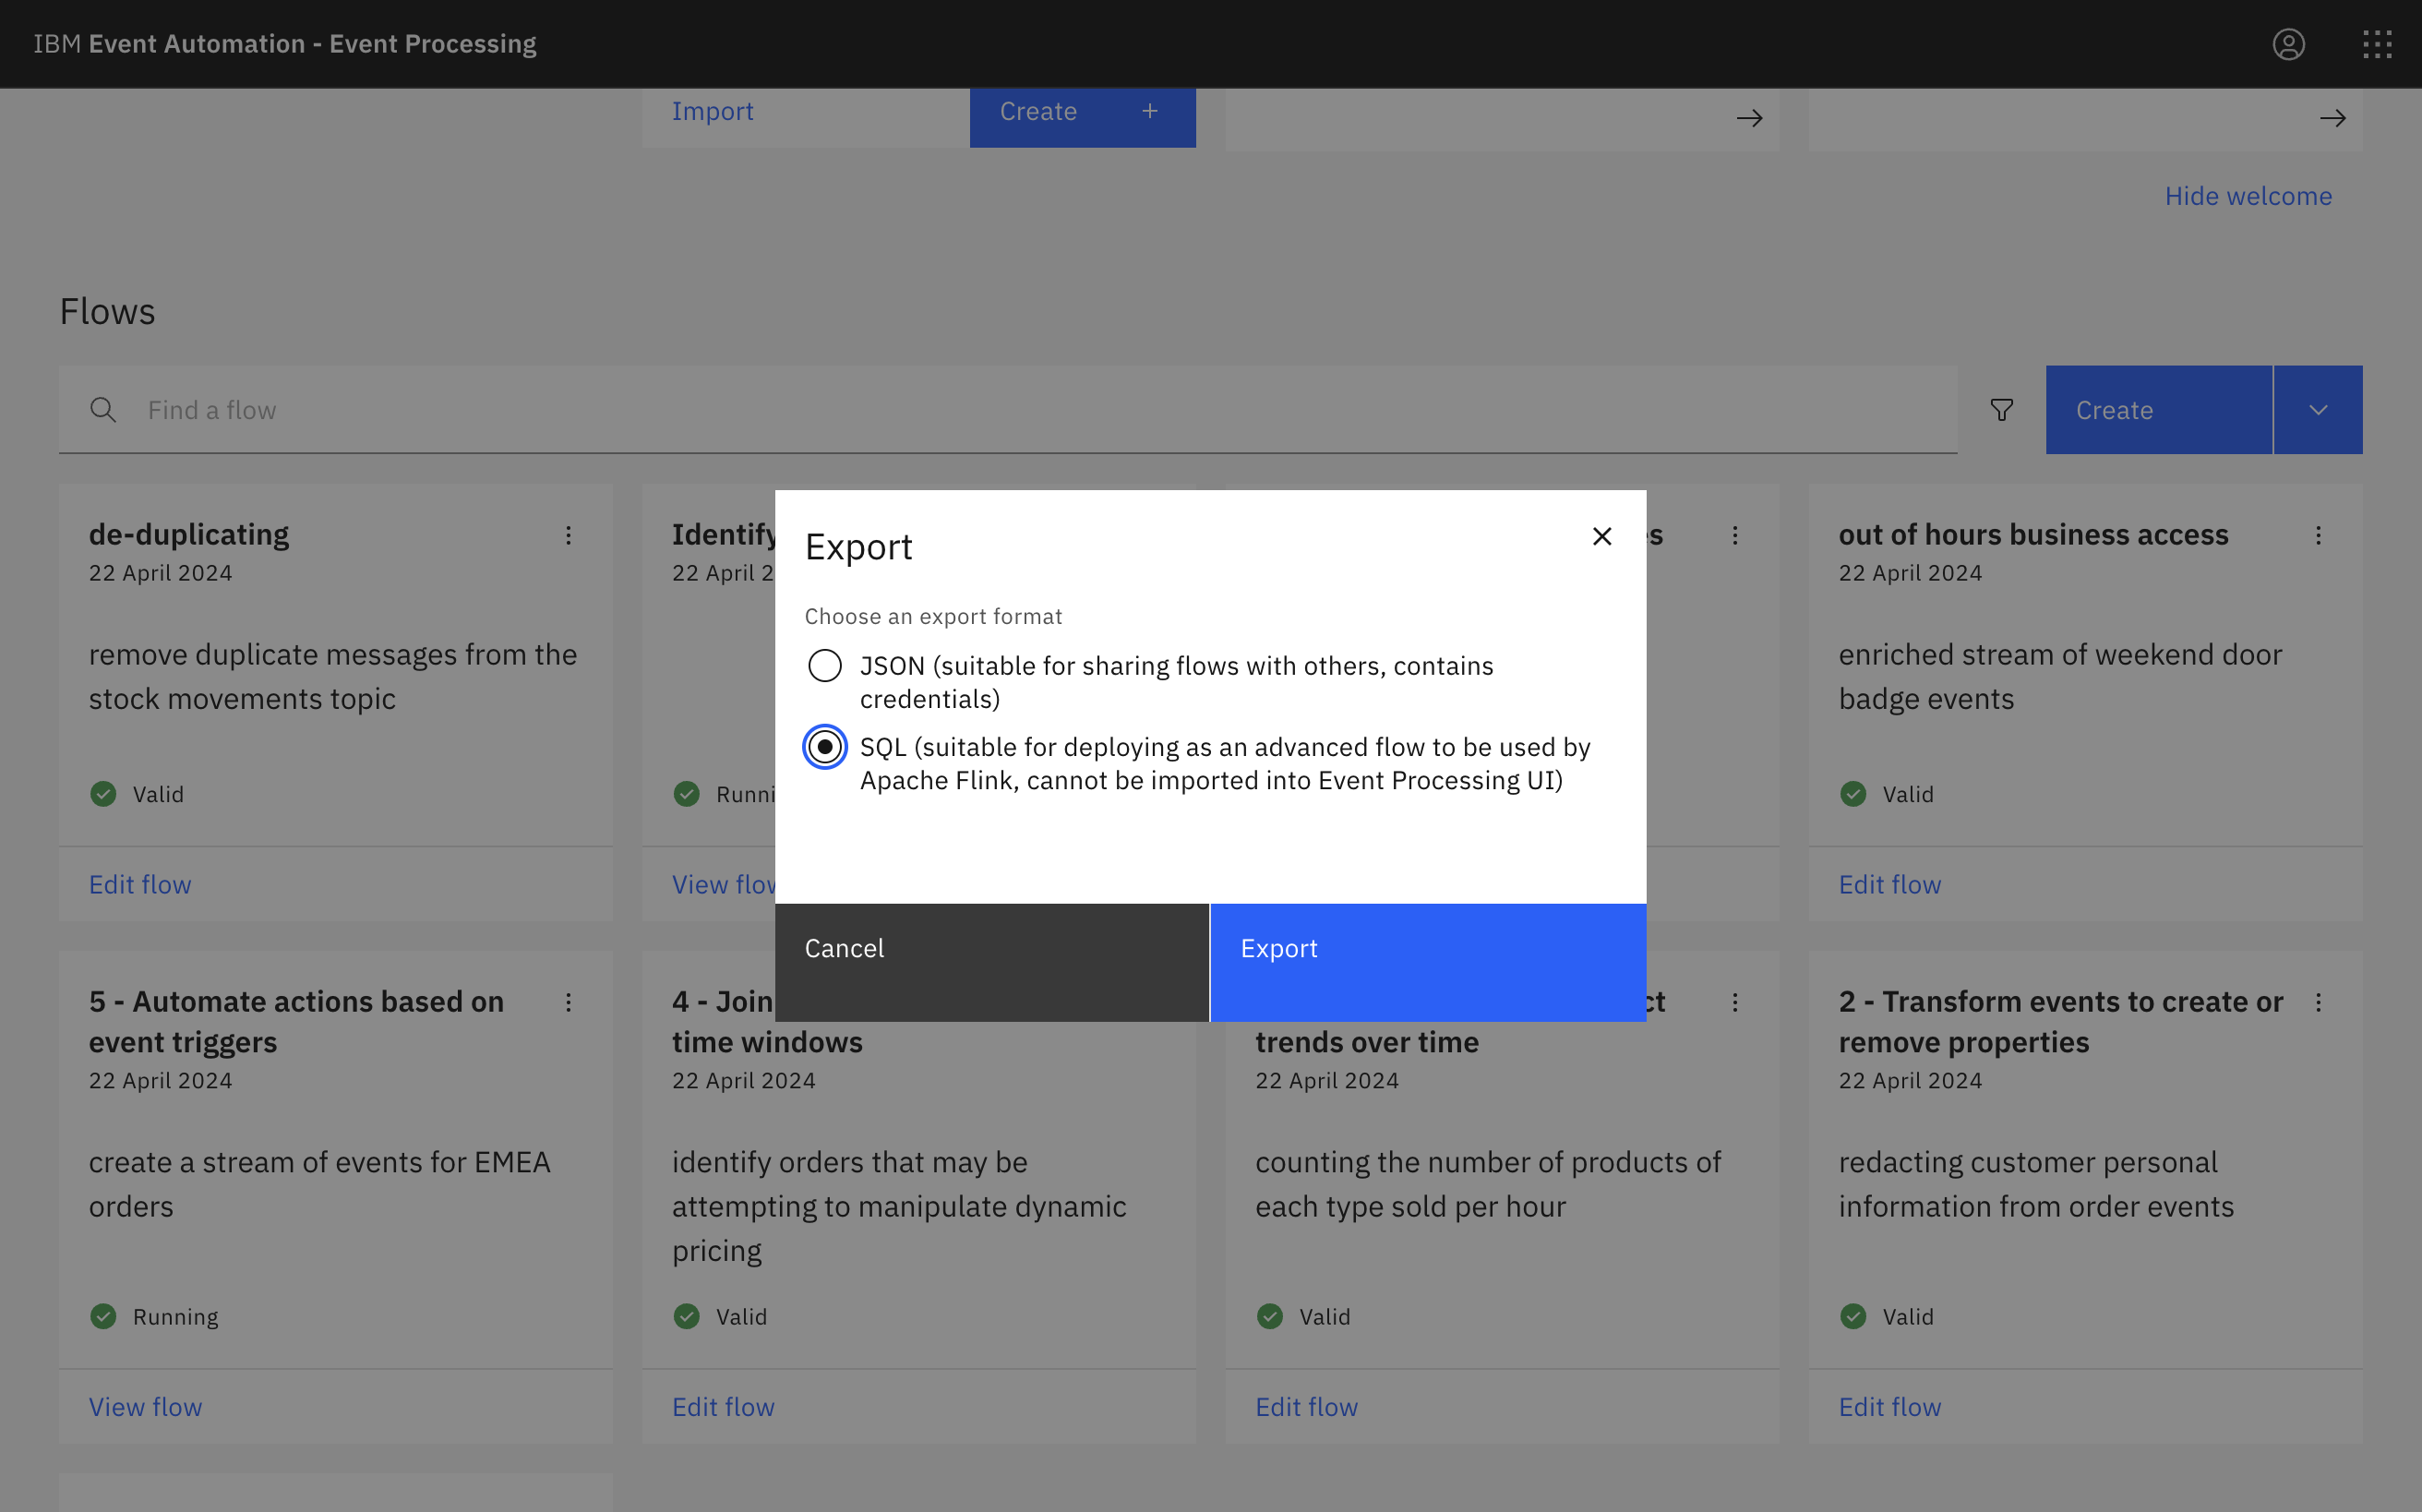 IBM Event Automation - Event Processing
Import
Create
Hide welcome
Flows
Find a flow
Create
de-duplicating
22 April 2024
remove duplicate messages from the
stock movements topic
Valid
Edit flow
Identify
22 April 2
View flow
out of hours business access
22 April 2024
enriched stream of weekend door
badge events
Valid
Edit flow
Export
Choose an export format
JSON (suitable for sharing flows with others, contains
credentials)
SQL (suitable for deploying as an advanced flow to be used by
Apache Flink, cannot be imported into Event Processing UI)
Cancel
Export
5 - Automate actions based on
event triggers
22 April 2024
create a stream of events for EMEA
orders
Running
View flow
4 - Join
time windows
22 April 2024
identify orders that may be
attempting to manipulate dynamic
pricing
Valid
Edit flow
trends over time
22 April 2024
counting the number of products of
each type sold per hour
Valid
Edit flow
2 - Transform events to create or
remove properties
22 April 2024
redacting customer personal
information from order events
Valid
Edit flow